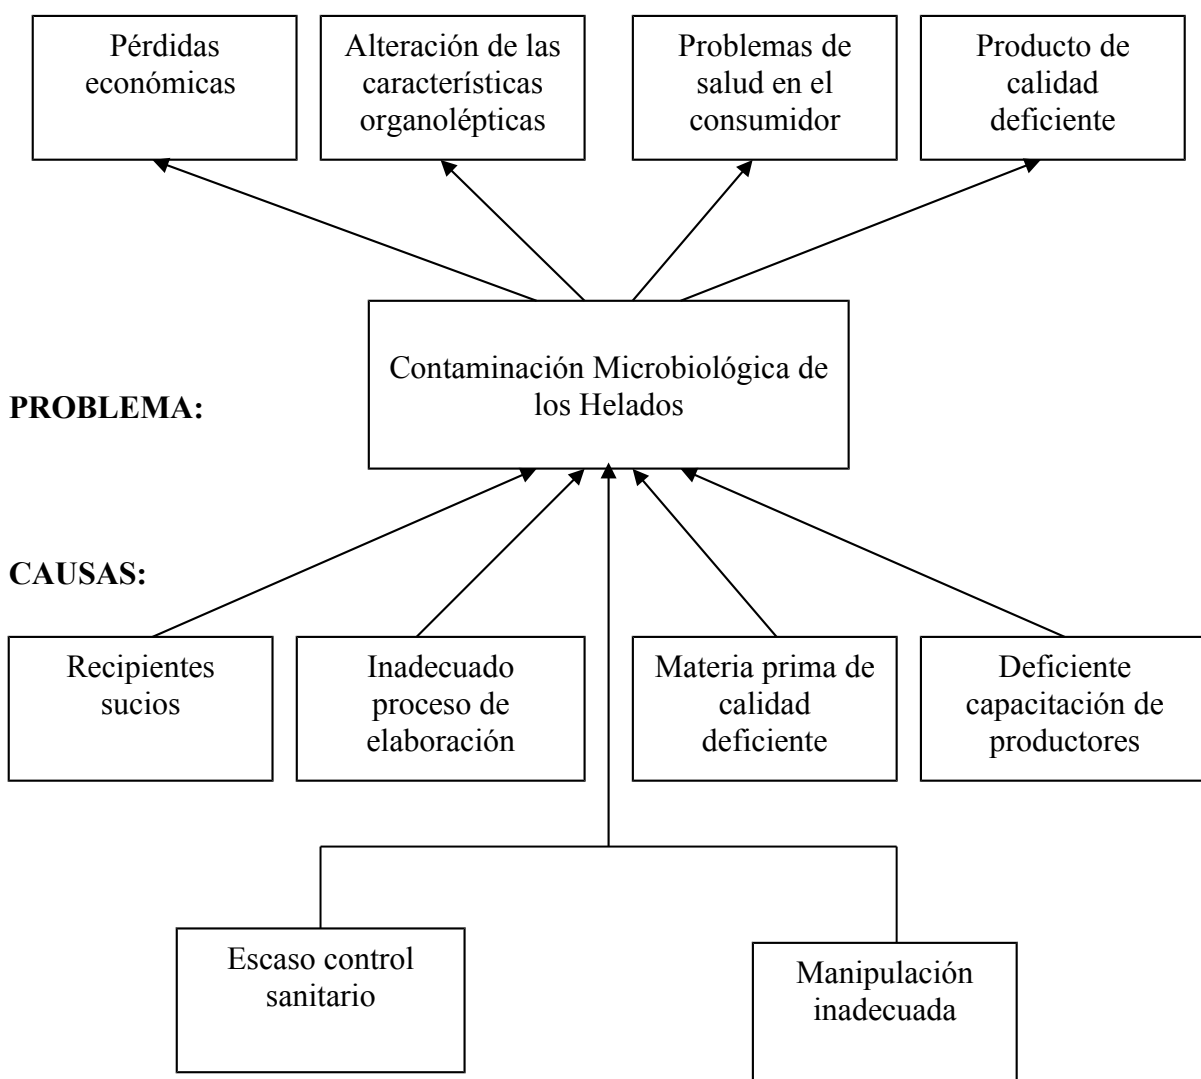 Pérdidas
económicas
Alteración de las
características
organolépticas
Problemas de
salud en el
consumidor
Producto de
calidad
deficiente
Contaminación Microbiológica de
los Helados
PROBLEMA:
CAUSAS:
Recipientes
sucios
Inadecuado
proceso de
elaboración
Materia prima de
calidad
deficiente
Deficiente
capacitación de
productores
Escaso control
sanitario
Manipulación
inadecuada